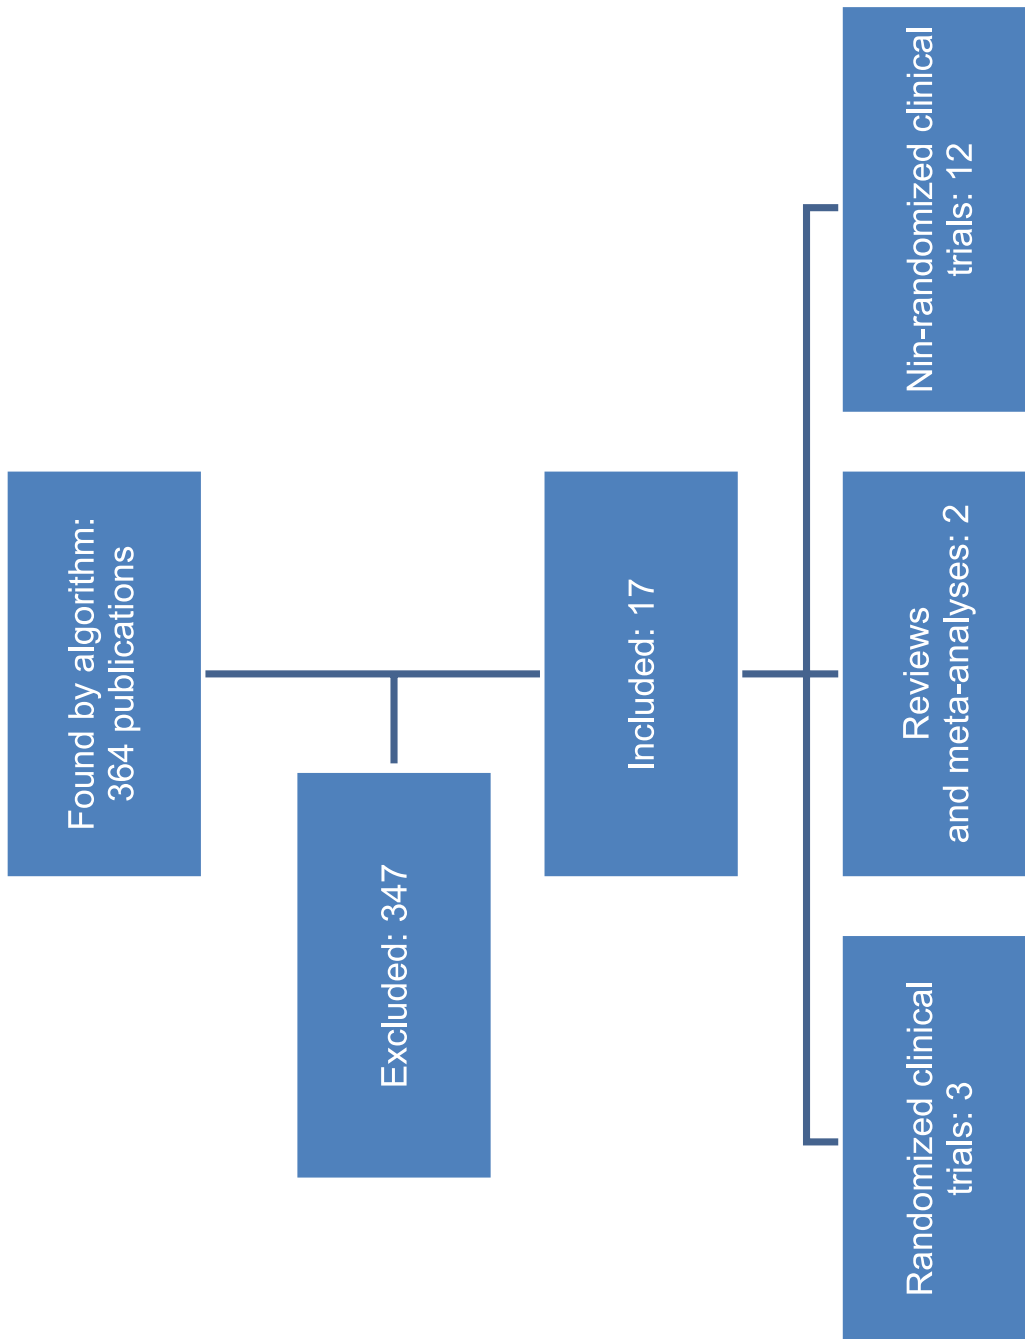 Found by algorithm:
364 publications
Excluded: 347
Included: 17
Randomized clinical
trials: 3
Reviews
and meta-analyses: 2
Nin-randomized clinical
trials: 12